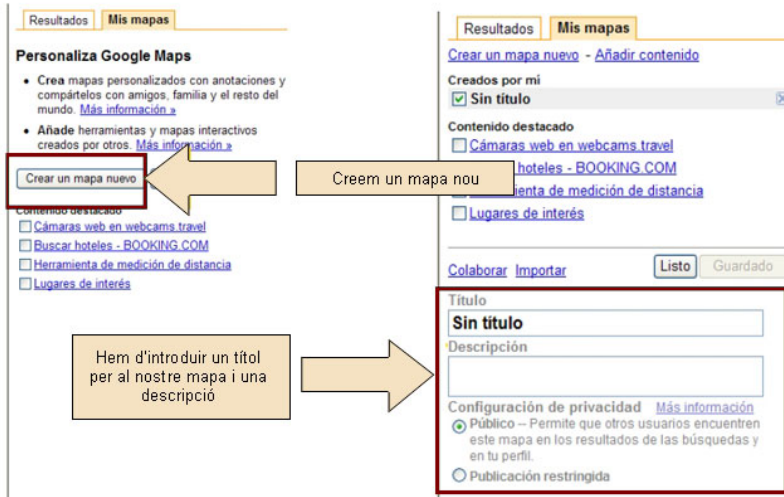 Resultados Mis mapas
Personaliza Google Maps
Crea mapas personalizados con anotaciones y
compártelos con amigos, familia y el resto del
mundo. Más información »
Añade herramientas y mapas interactivos
creados por otros. Más información »
Crear un mapa nuevo
Contenido destacado
Cámaras web en webcams.travel
Buscar hoteles - BOOKING.COM
Herramienta de medición de distancia
Lugares de interés
Creem un mapa nou
Hem d'introduir un títol
per al nostre mapa i una
descripció
Resultados Mis mapas
Crear un mapa nuevo - Añadir contenido
Creados por mi
Sin título
Contenido destacado
Cámaras web en webcams.travel
hoteles - BOOKING.COM
de medición de distancia
Lugares de interés
Colaborar Importar Listo Guardado
Título
Sin título
Descripción
Configuración de privacidad Más información
Público – Permite que otros usuarios encuentren
este mapa en los resultados de las búsquedas y
en tu perfil.
Publicación restringida